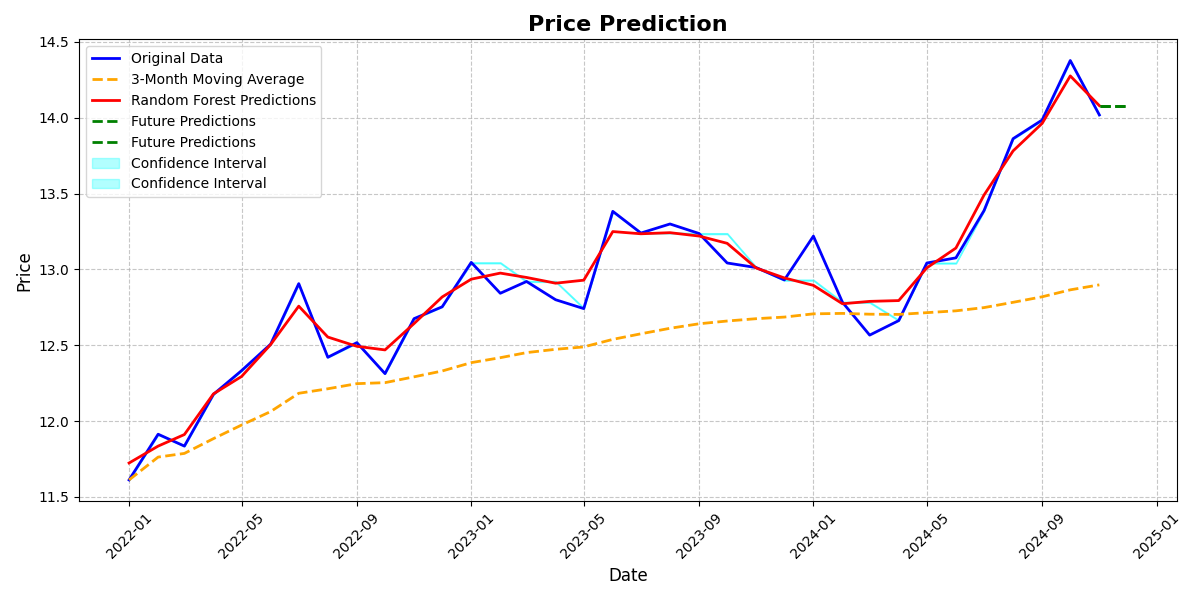 Price Prediction
Original Data
3-Month Moving Average
Random Forest Predictions
Future Predictions
Future Predictions
Confidence Interval
Confidence Interval
14.5
14.0
13.5
13.0
12.5
12.0
11.5
Price
2022-01
2022-05
2022-09
2023-01
2023-05
2023-09
2024-01
2024-05
2024-09
2025-01
Date